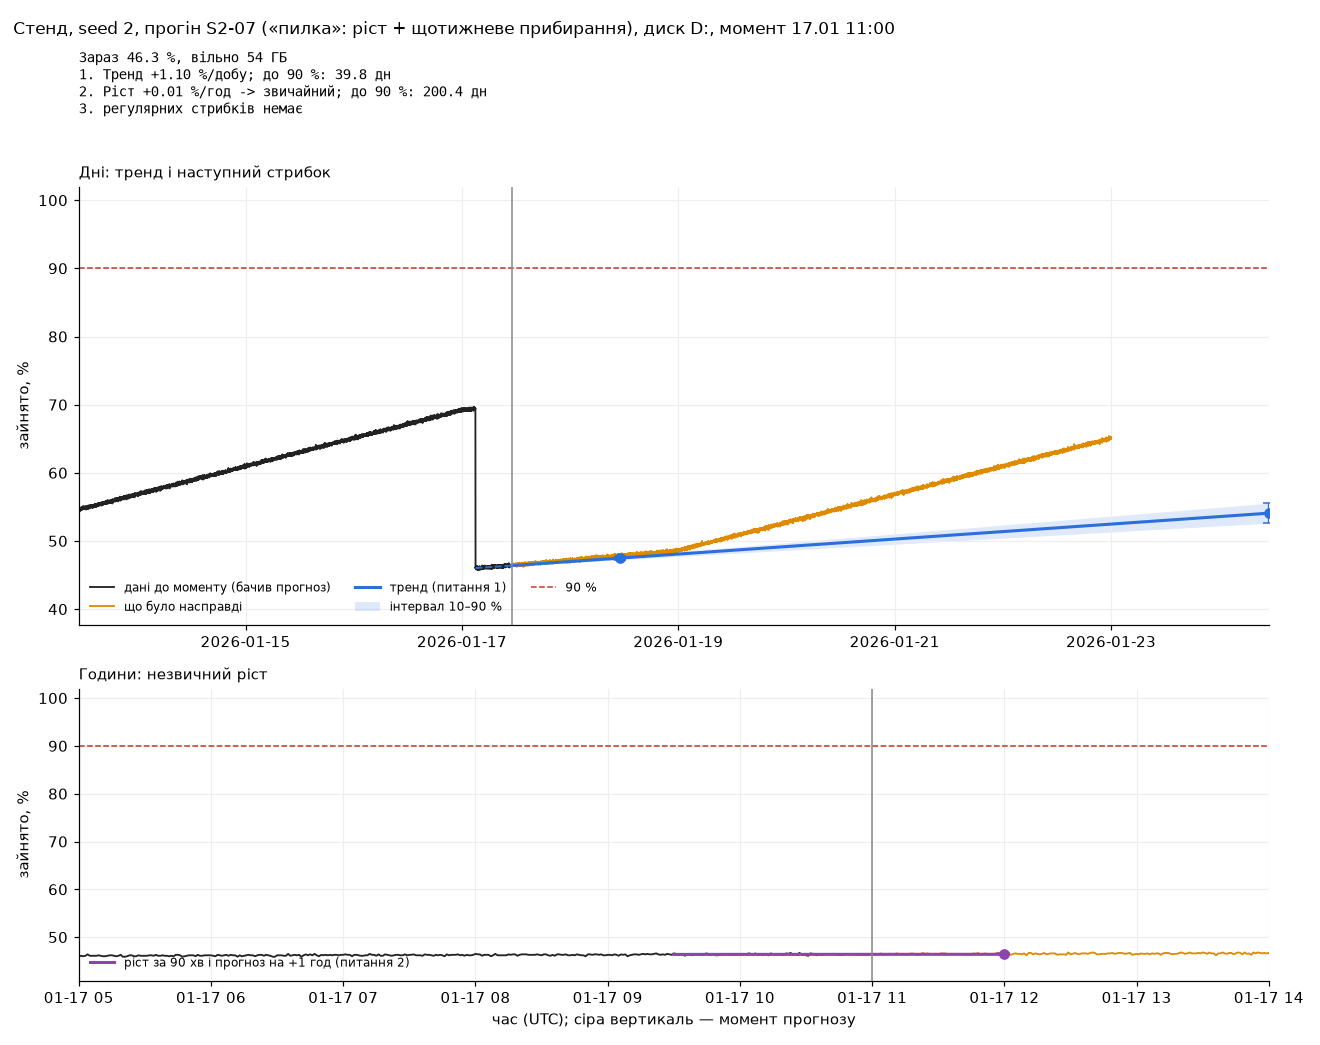 Стенд, seed 2, прогін S2-07 («пилка»: ріст + щотижневе прибирання), диск D:, момент 17.01 11:00
Зараз 46.3 %, вільно 54 ГБ
1. Тренд +1.10 %/добу; до 90 %: 39.8 дн
2. Ріст +0.01 %/год -> звичайний; до 90 %: 200.4 дн
3. регулярних стрибків немає
Дні: тренд і наступний стрибок
100
90
80
70
60
50
40
зайнято, %
дані до моменту (бачив прогноз)
що було насправді
тренд (питання 1)
інтервал 10–90 %
90 %
2026-01-15
2026-01-17
2026-01-19
2026-01-21
2026-01-23
Години: незвичний ріст
100
90
80
70
60
50
зайнято, %
ріст за 90 хв і прогноз на +1 год (питання 2)
01-17 05
01-17 06
01-17 07
01-17 08
01-17 09
01-17 10
01-17 11
01-17 12
01-17 13
01-17 14
час (UTC); сіра вертикаль — момент прогнозу